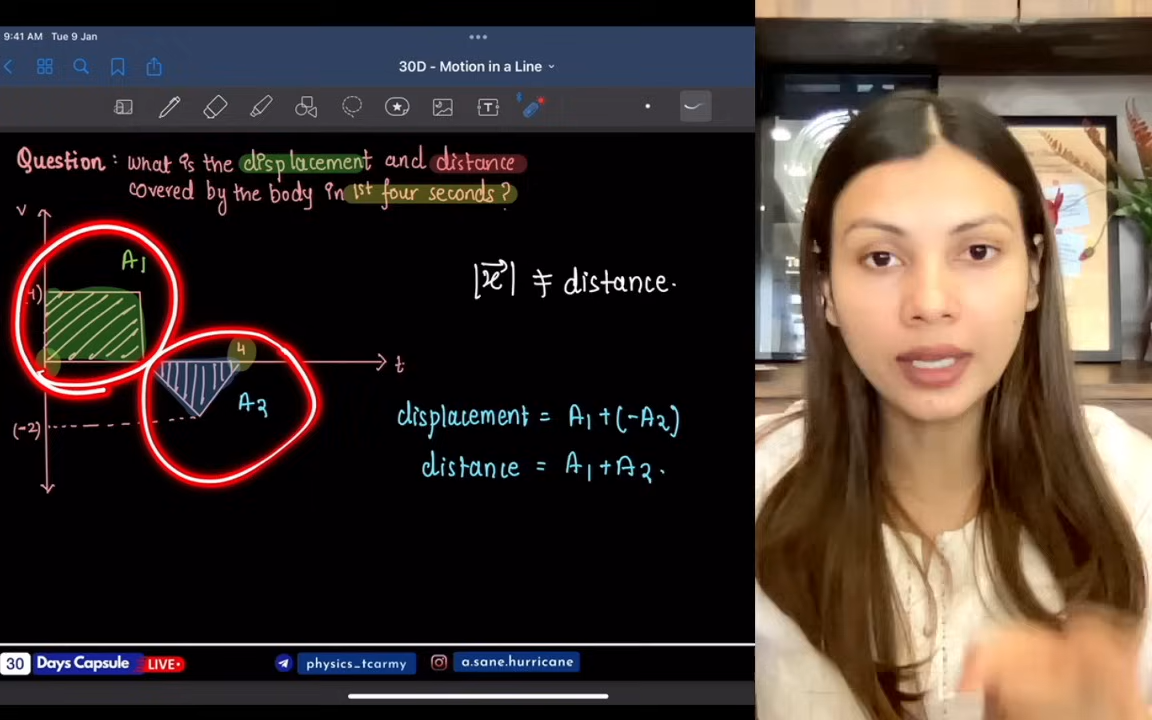 9:41 AM Tue 9 Jan
30D - Motion in a Line
Question: what is the displacement and distance
covered by the body in 1st four seconds?
v
A1
4
t
A2
(-2)
|x⃗| ≠ distance.
displacement = A1+(-A2)
distance = A1+A2.
30 Days Capsule LIVE
physics_tcarmy
a.sane.hurricane